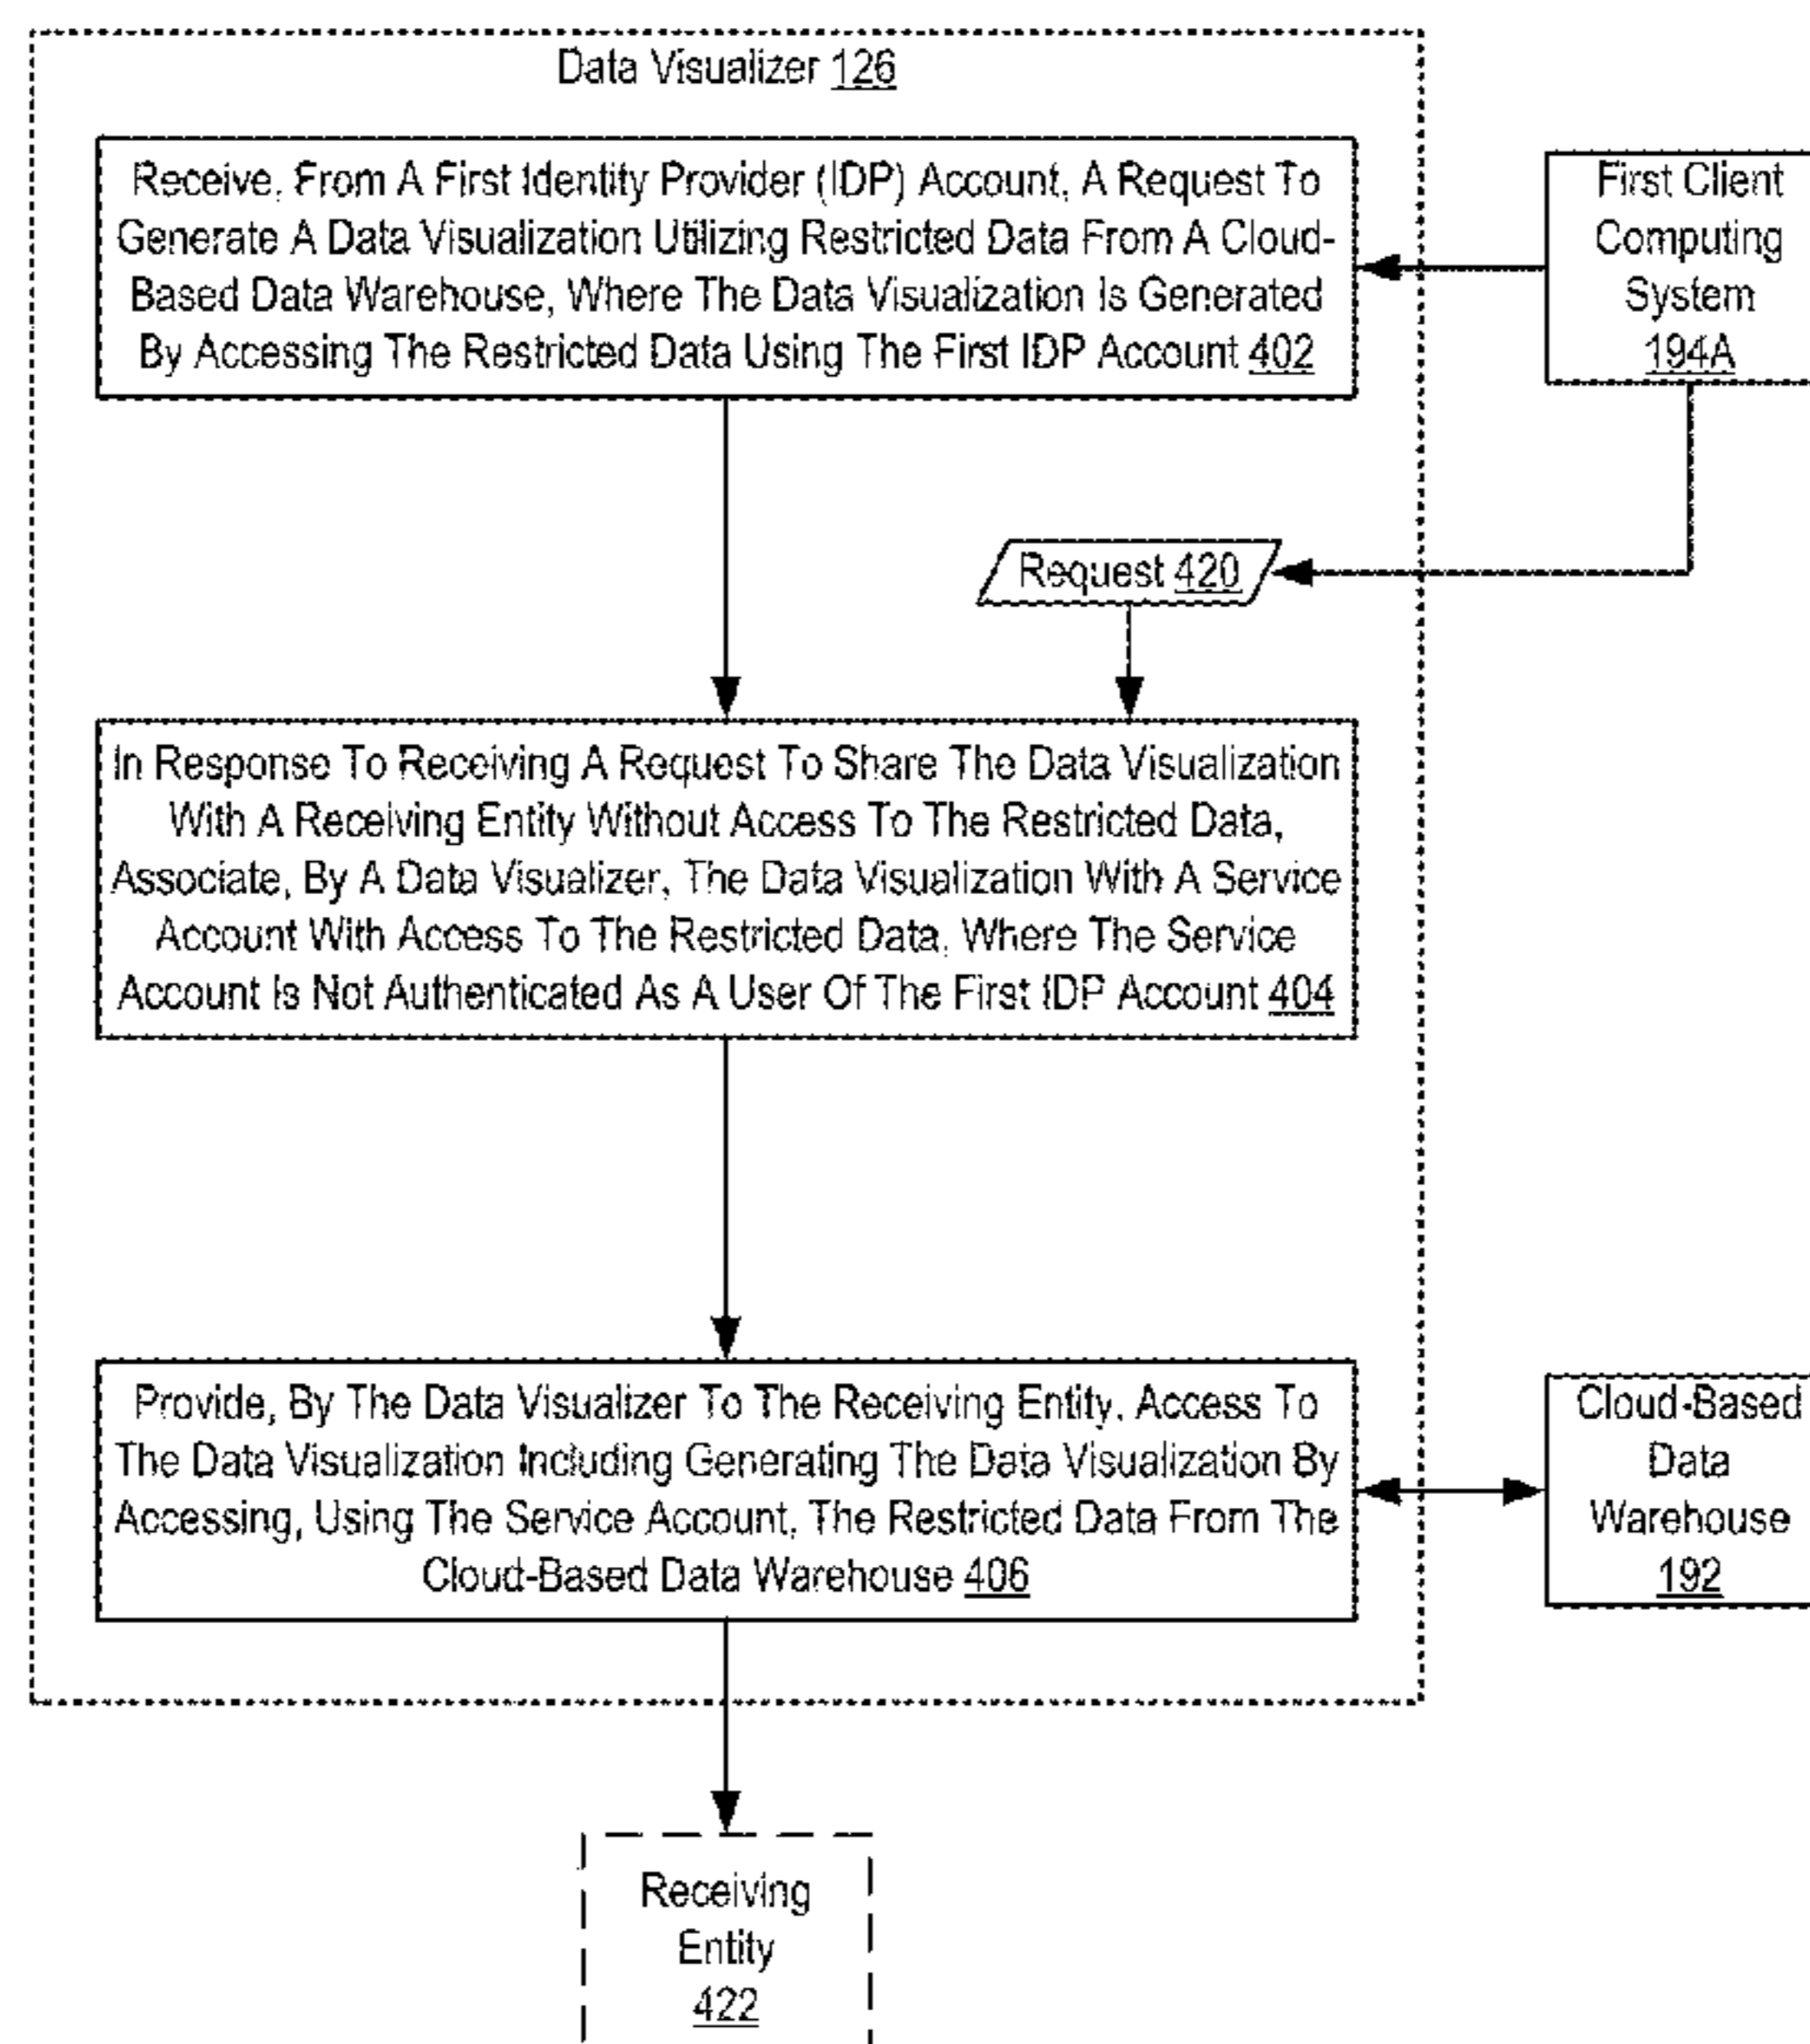 Data Visualizer 126
Receive, From A First Identity Provider (IDP) Account, A Request To
Generate A Data Visualization Utilizing Restricted Data From A Cloud-
Based Data Warehouse, Where The Data Visualization Is Generated
By Accessing The Restricted Data Using The First IDP Account 402
First Client
Computing
System
194A
Request 420
In Response To Receiving A Request To Share The Data Visualization
With A Receiving Entity Without Access To The Restricted Data,
Associate, By A Data Visualizer, The Data Visualization With A Service
Account With Access To The Restricted Data, Where The Service
Account Is Not Authenticated As A User Of The First IDP Account 404
Provide, By The Data Visualizer To The Receiving Entity, Access To
The Data Visualization Including Generating The Data Visualization By
Accessing, Using The Service Account, The Restricted Data From The
Cloud-Based Data Warehouse 406
Cloud-Based
Data
Warehouse
192
Receiving
Entity
422